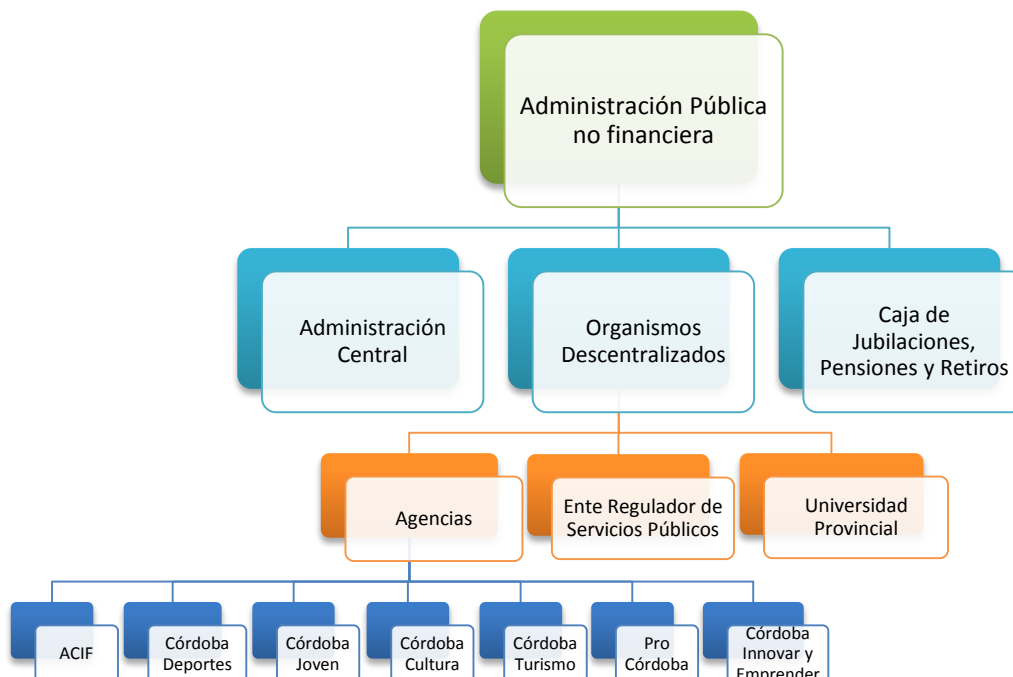 Administración Pública
no financiera
Administración
Central
Organismos
Descentralizados
Caja de
Jubilaciones,
Pensiones y Retiros
Agencias
Ente Regulador de
Servicios Públicos
Universidad
Provincial
ACIF
Córdoba
Deportes
Córdoba
Joven
Córdoba
Cultura
Córdoba
Turismo
Pro
Córdoba
Córdoba
Innovar y
Emprender